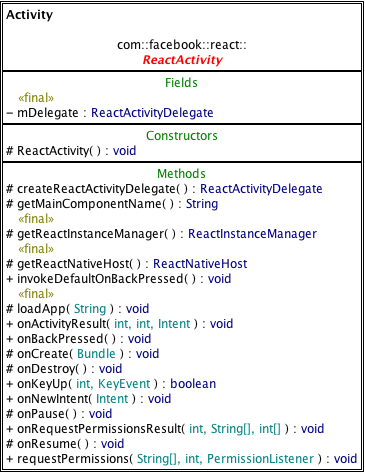 Activity
com::facebook::react::
ReactActivity
Fields
«final»
− mDelegate : ReactActivityDelegate
Constructors
# ReactActivity( ) : void
Methods
# createReactActivityDelegate( ) : ReactActivityDelegate
# getMainComponentName( ) : String
«final»
# getReactInstanceManager( ) : ReactInstanceManager
«final»
# getReactNativeHost( ) : ReactNativeHost
+ invokeDefaultOnBackPressed( ) : void
«final»
# loadApp( String ) : void
+ onActivityResult( int, int, Intent ) : void
+ onBackPressed( ) : void
# onCreate( Bundle ) : void
# onDestroy( ) : void
+ onKeyUp( int, KeyEvent ) : boolean
+ onNewIntent( Intent ) : void
# onPause( ) : void
+ onRequestPermissionsResult( int, String[], int[] ) : void
# onResume( ) : void
+ requestPermissions( String[], int, PermissionListener ) : void